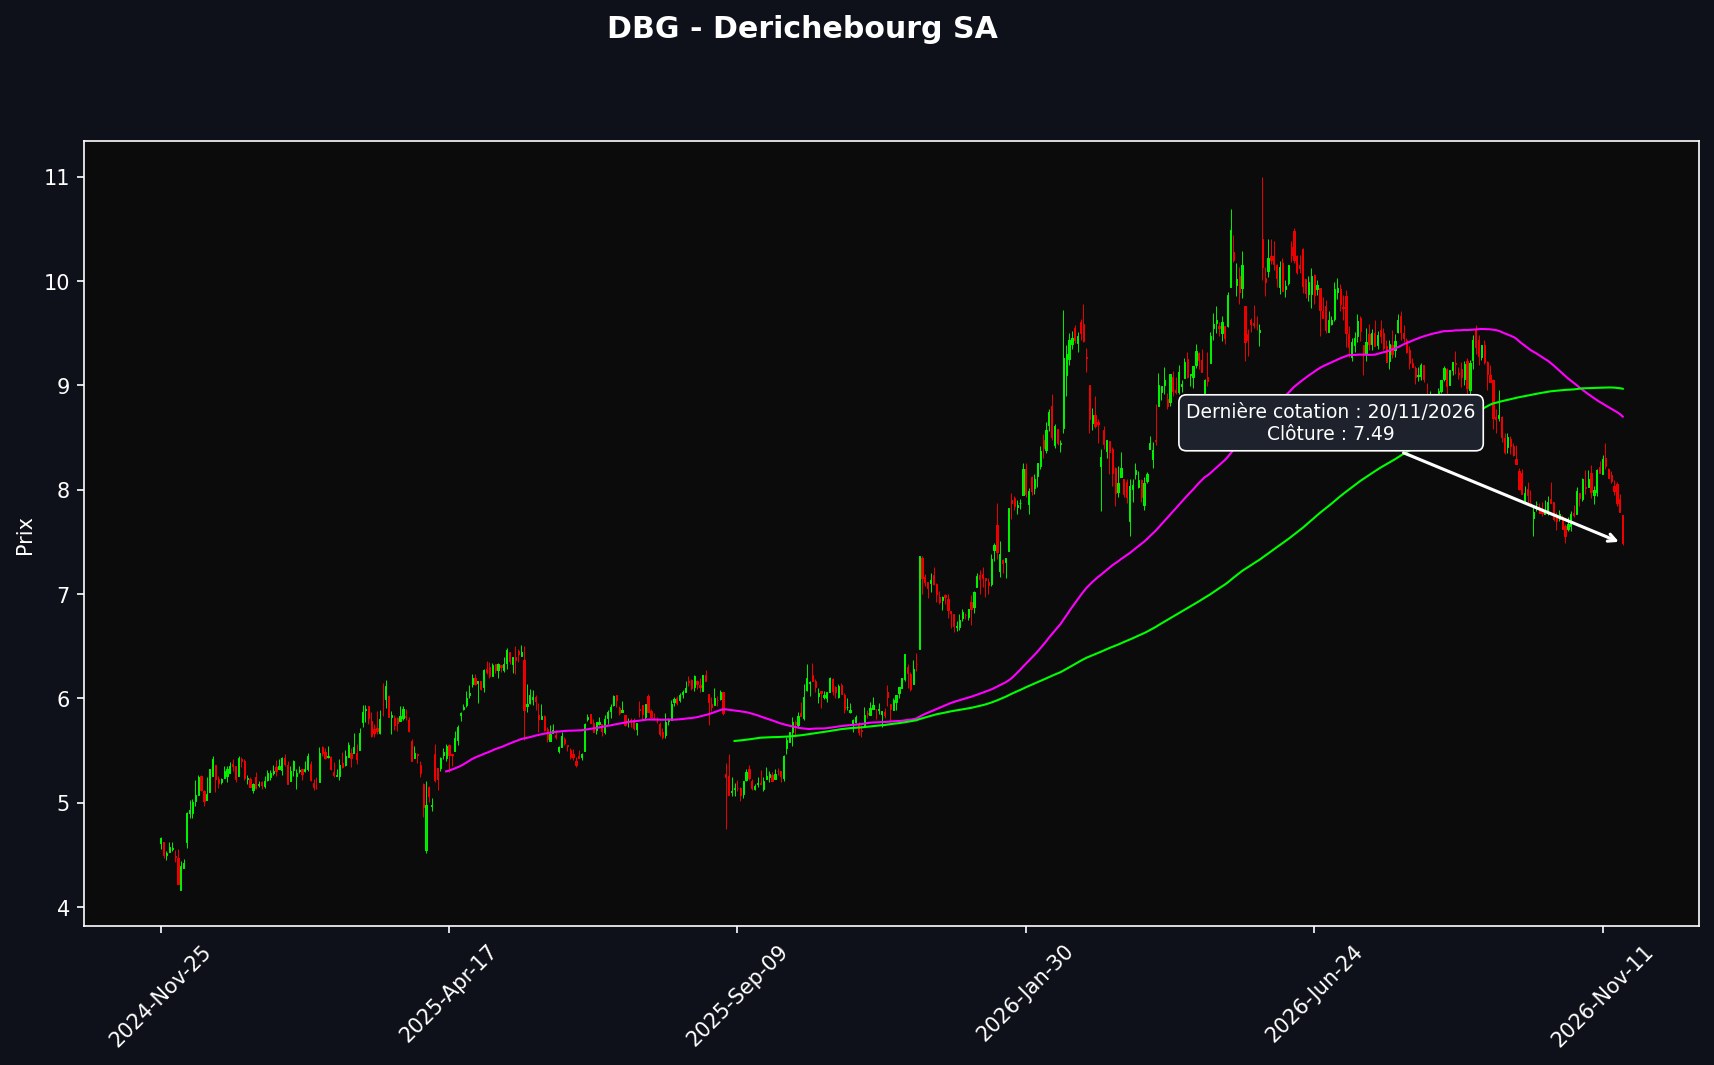 DBG - Derichebourg SA
Prix
11
10
9
8
7
6
5
4
Dernière cotation : 20/11/2026
Clôture : 7.49
2024-Nov-25
2025-Apr-17
2025-Sep-09
2026-Jan-30
2026-Jun-24
2026-Nov-11